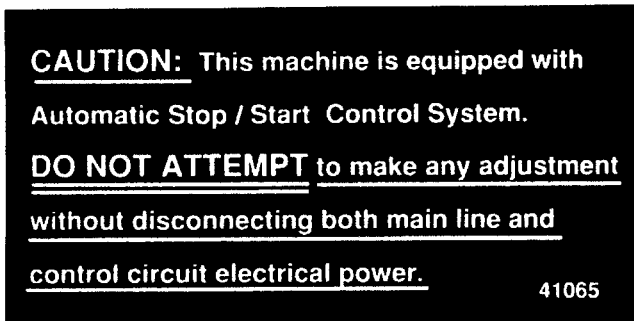 CAUTION: This machine is equipped with
Automatic Stop / Start Control System.
DO NOT ATTEMPT to make any adjustment
without disconnecting both main line and
control circuit electrical power.
41065